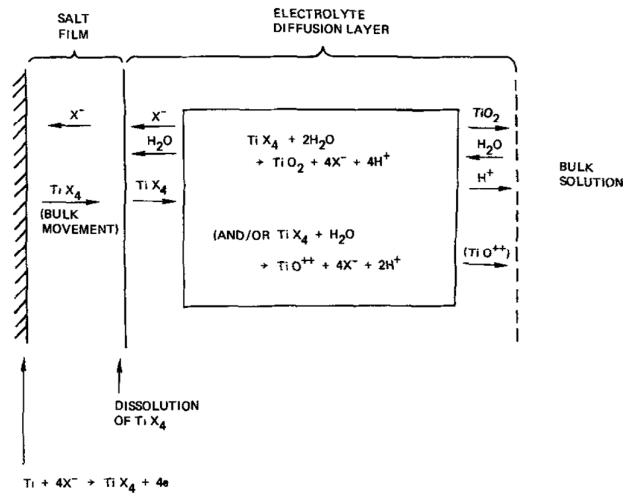 SALT
FILM
ELECTROLYTE
DIFFUSION LAYER
X⁻
X⁻
H₂O
TiX₄
(BULK
MOVEMENT)
TiX₄
TiX₄ + 2H₂O
→ TiO₂ + 4X⁻ + 4H⁺
(AND/OR TiX₄ + H₂O
→ TiO⁺⁺ + 4X⁻ + 2H⁺
TiO₂
H₂O
H⁺
(TiO⁺⁺)
BULK
SOLUTION
DISSOLUTION
OF TiX₄
Ti + 4X⁻ → TiX₄ + 4e